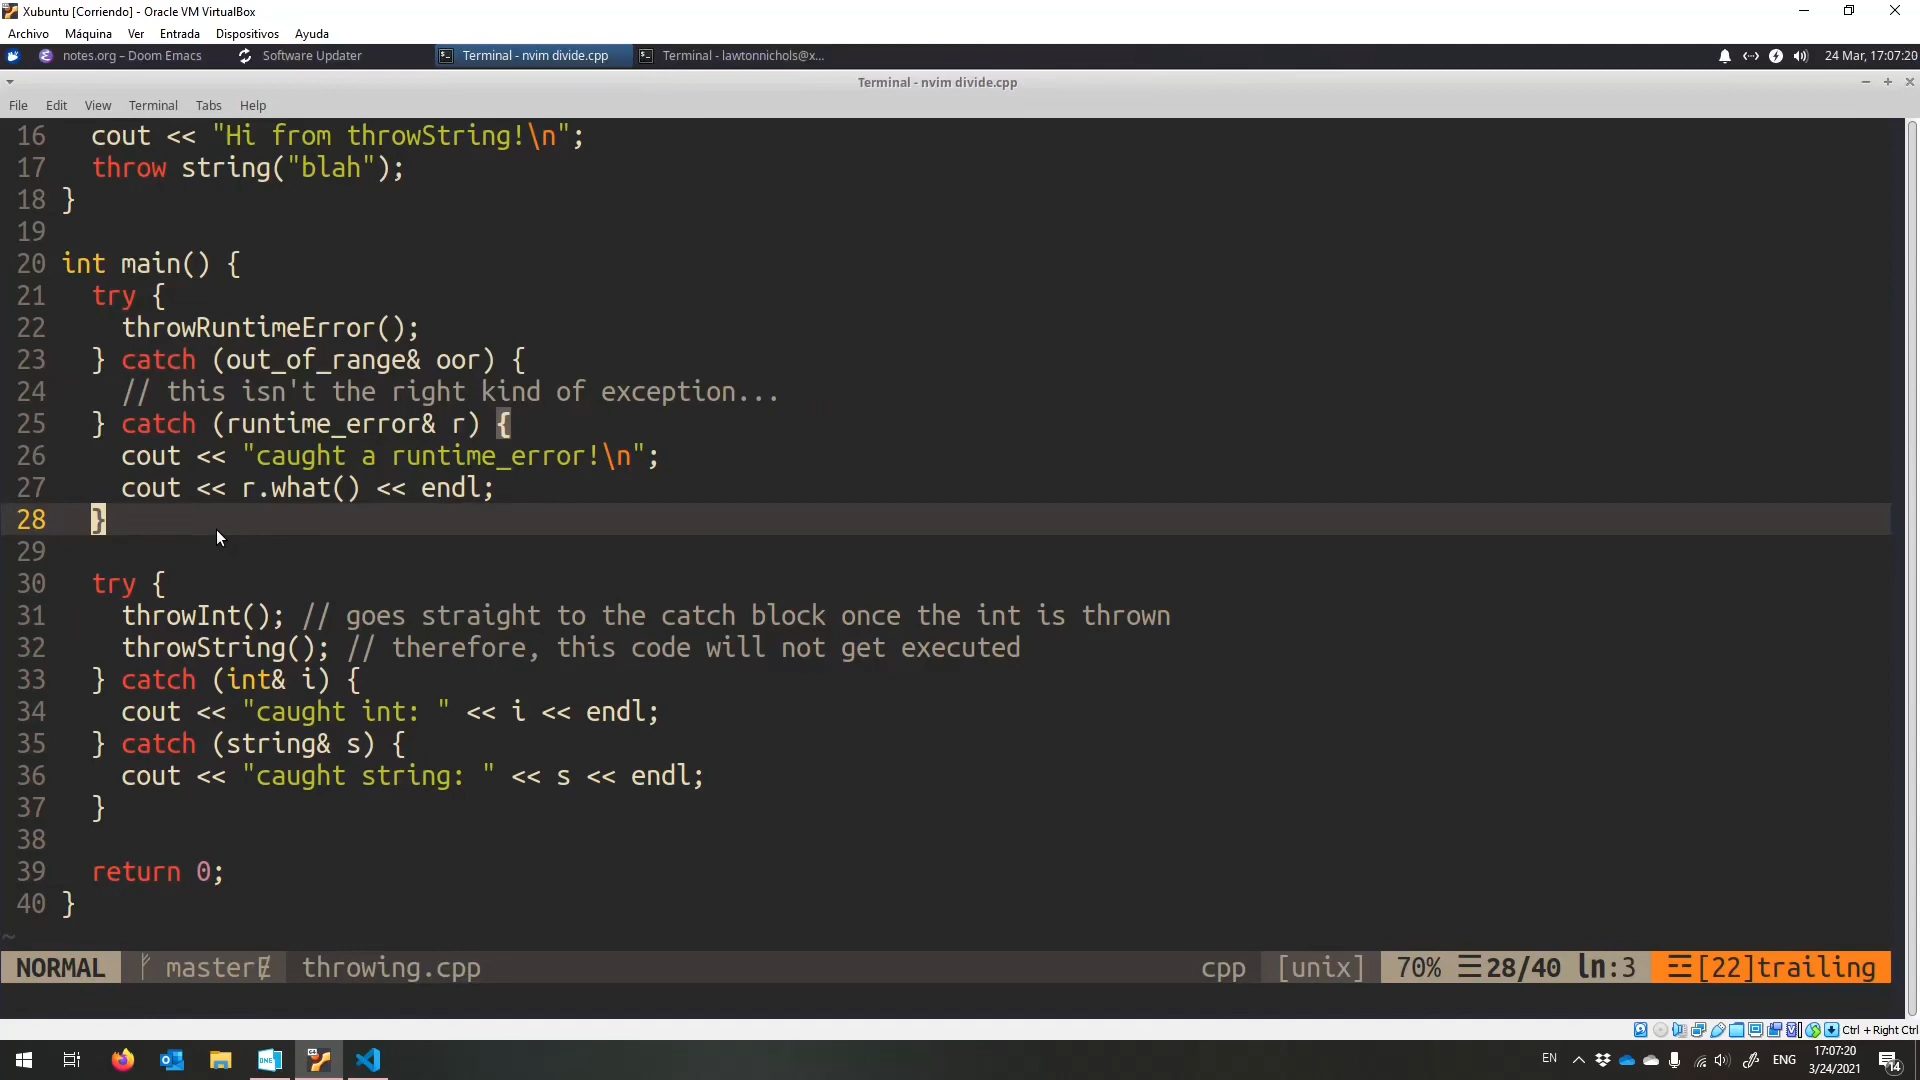 Xubuntu [Corriendo] - Oracle VM VirtualBox
Archivo Máquina Ver Entrada Dispositivos Ayuda
notes.org – Doom Emacs Software Updater Terminal - nvim divide.cpp Terminal - lawtonnichols@x... 24 Mar, 17:07:20
Terminal - nvim divide.cpp
File Edit View Terminal Tabs Help
16 cout << "Hi from throwString!\n";
17 throw string("blah");
18 }
19
20 int main() {
21 try {
22 throwRuntimeError();
23 } catch (out_of_range& oor) {
24 // this isn't the right kind of exception...
25 } catch (runtime_error& r) {
26 cout << "caught a runtime_error!\n";
27 cout << r.what() << endl;
28 }
29
30 try {
31 throwInt(); // goes straight to the catch block once the int is thrown
32 throwString(); // therefore, this code will not get executed
33 } catch (int& i) {
34 cout << "caught int: " << i << endl;
35 } catch (string& s) {
36 cout << "caught string: " << s << endl;
37 }
38
39 return 0;
40 }
~
NORMAL master throwing.cpp cpp [unix] 70% ☰28/40 ln:3 ☲[22]trailing
Ctrl + Right Ctrl
EN ENG 17:07:20
3/24/2021 14